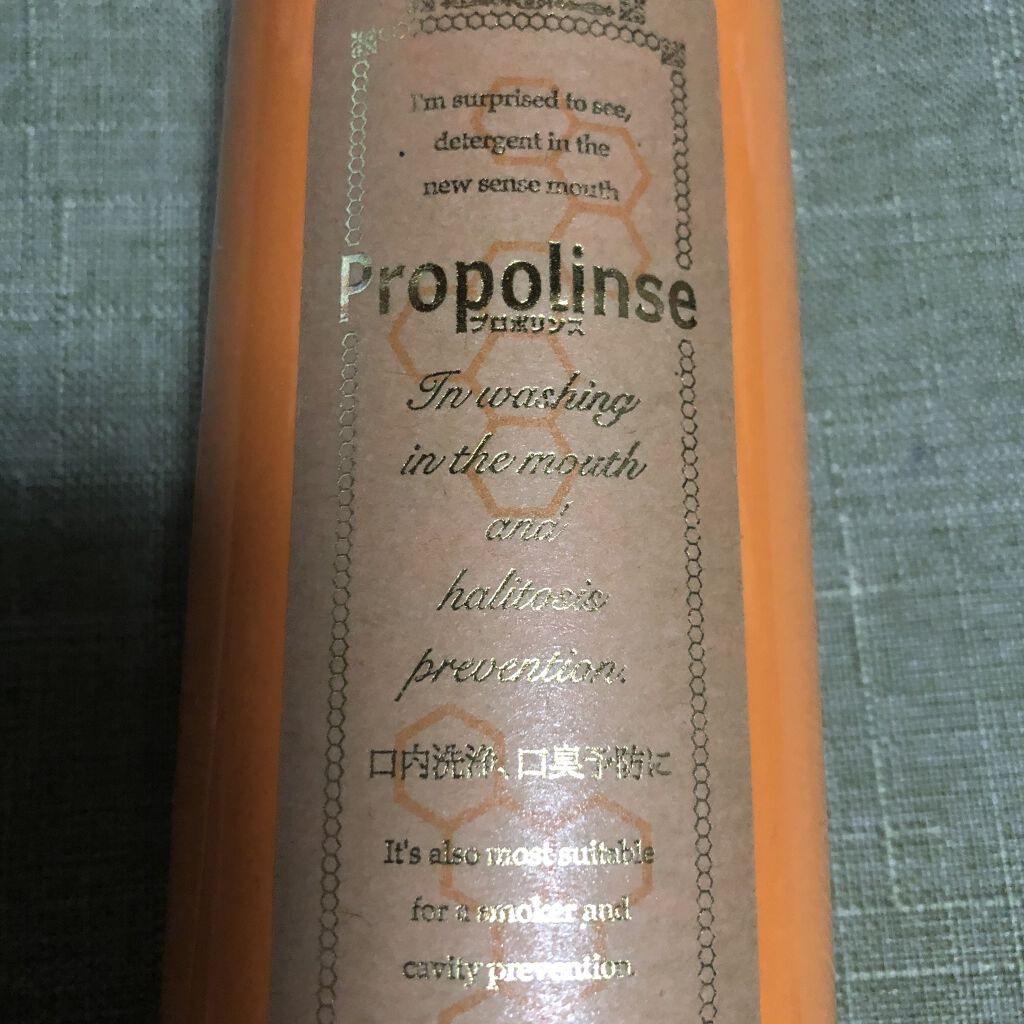 I'm surprised to see,
detergent in the
new sense mouth
Propolinse
プロポリンス
In washing
in the mouth
and
halitosis
prevention.
口内洗浄、口臭予防に
It's also most suitable
for a smoker and
cavity prevention.